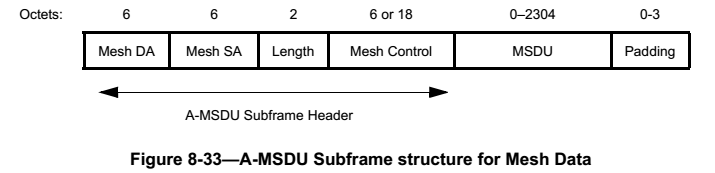 Octets: 6 6 2 6 or 18 0–2304 0-3
Mesh DA Mesh SA Length Mesh Control MSDU Padding
A-MSDU Subframe Header
Figure 8-33—A-MSDU Subframe structure for Mesh Data